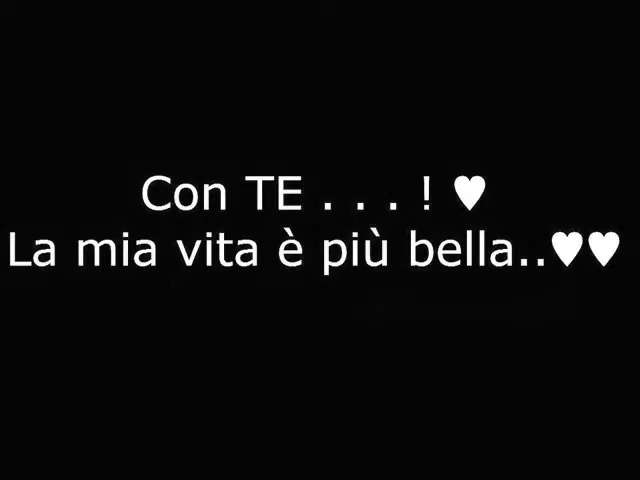 Con TE . . . ! ♥
La mia vita è più bella..♥♥